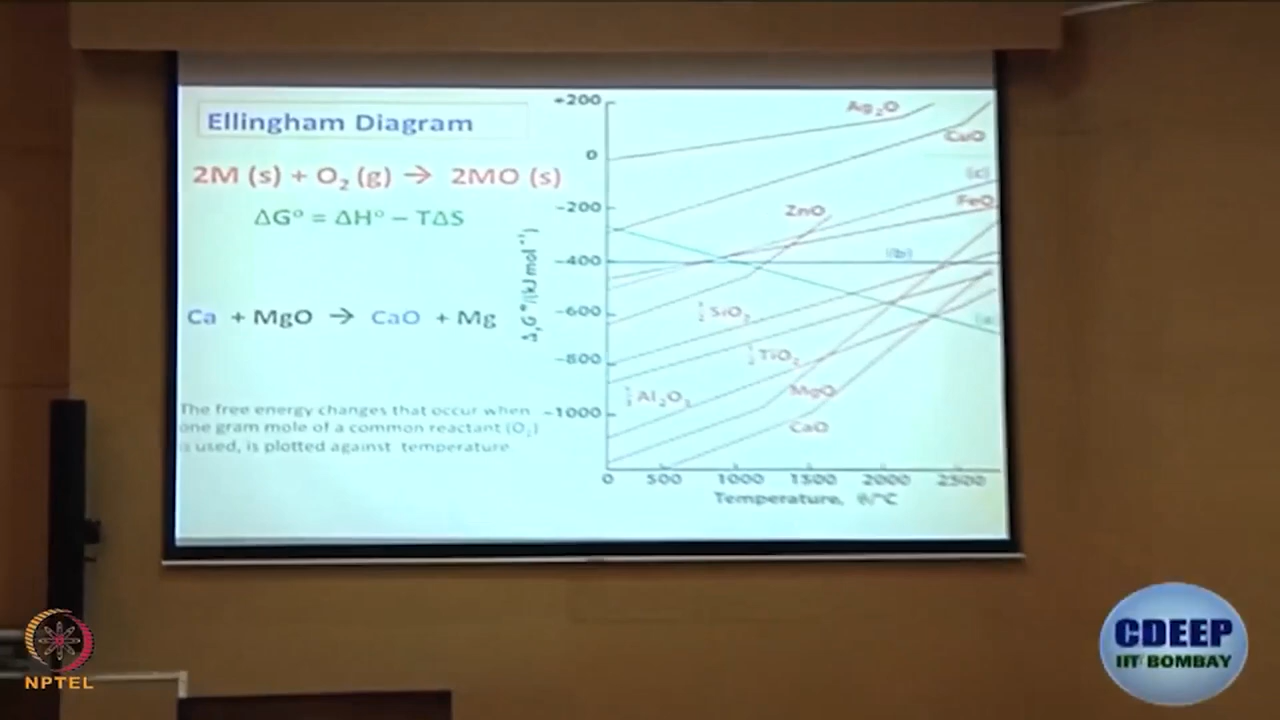 Ellingham Diagram
2M (s) + O₂ (g) → 2MO (s)
ΔG° = ΔH° − TΔS
Ca + MgO → CaO + Mg
The free energy changes that occur when
one gram mole of a common reactant (O₂)
is used, is plotted against temperature
+200
0
−200
−400
−600
−800
−1000
0 500 1000 1500 2000 2500
Temperature, θ/°C
Ag₂O
CuO
(c)
FeO
ZnO
(b)
SiO₂
(a)
TiO₂
Al₂O₃
MgO
CaO
NPTEL
CDEEP
IIT BOMBAY